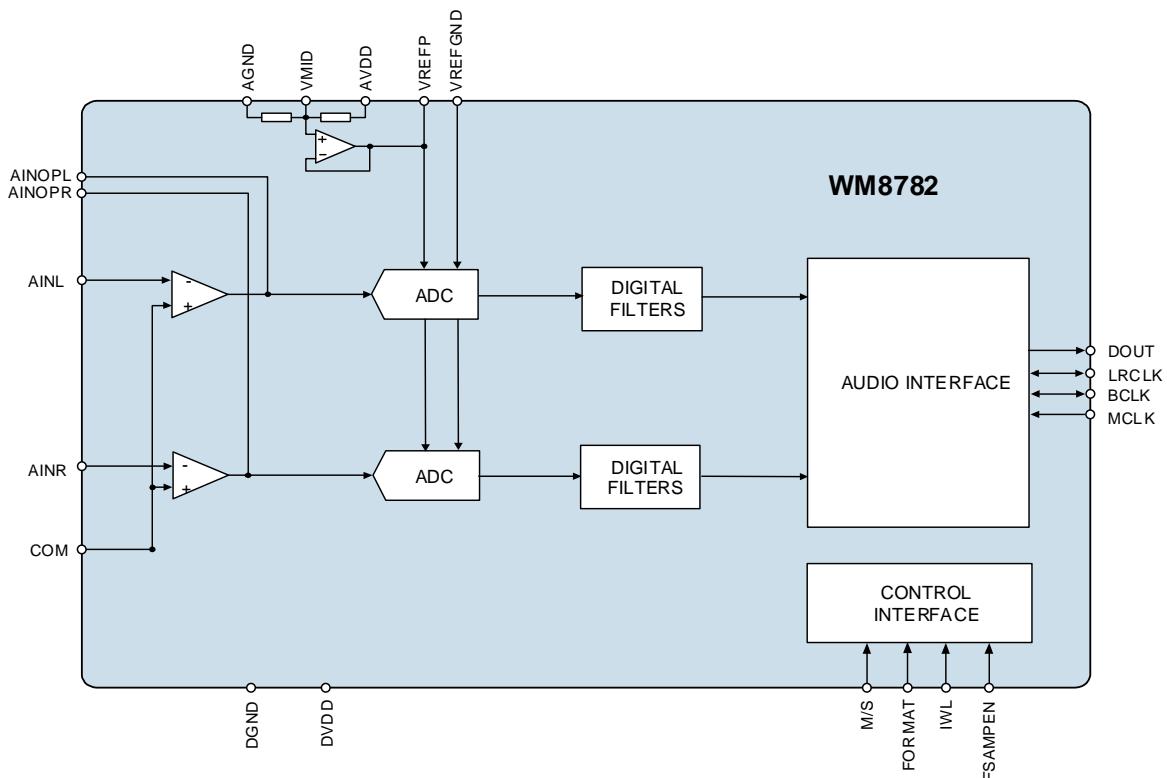 AGND
VMID
AVDD
VREFP
VREFGND
+
-
AINOPL
AINOPR
WM8782
AINL
-
+
ADC
DIGITAL
FILTERS
AUDIO INTERFACE
DOUT
LRCLK
BCLK
MCLK
AINR
-
+
ADC
DIGITAL
FILTERS
COM
CONTROL
INTERFACE
DGND
DVDD
M/S
FORMAT
IWL
FSAMPEN